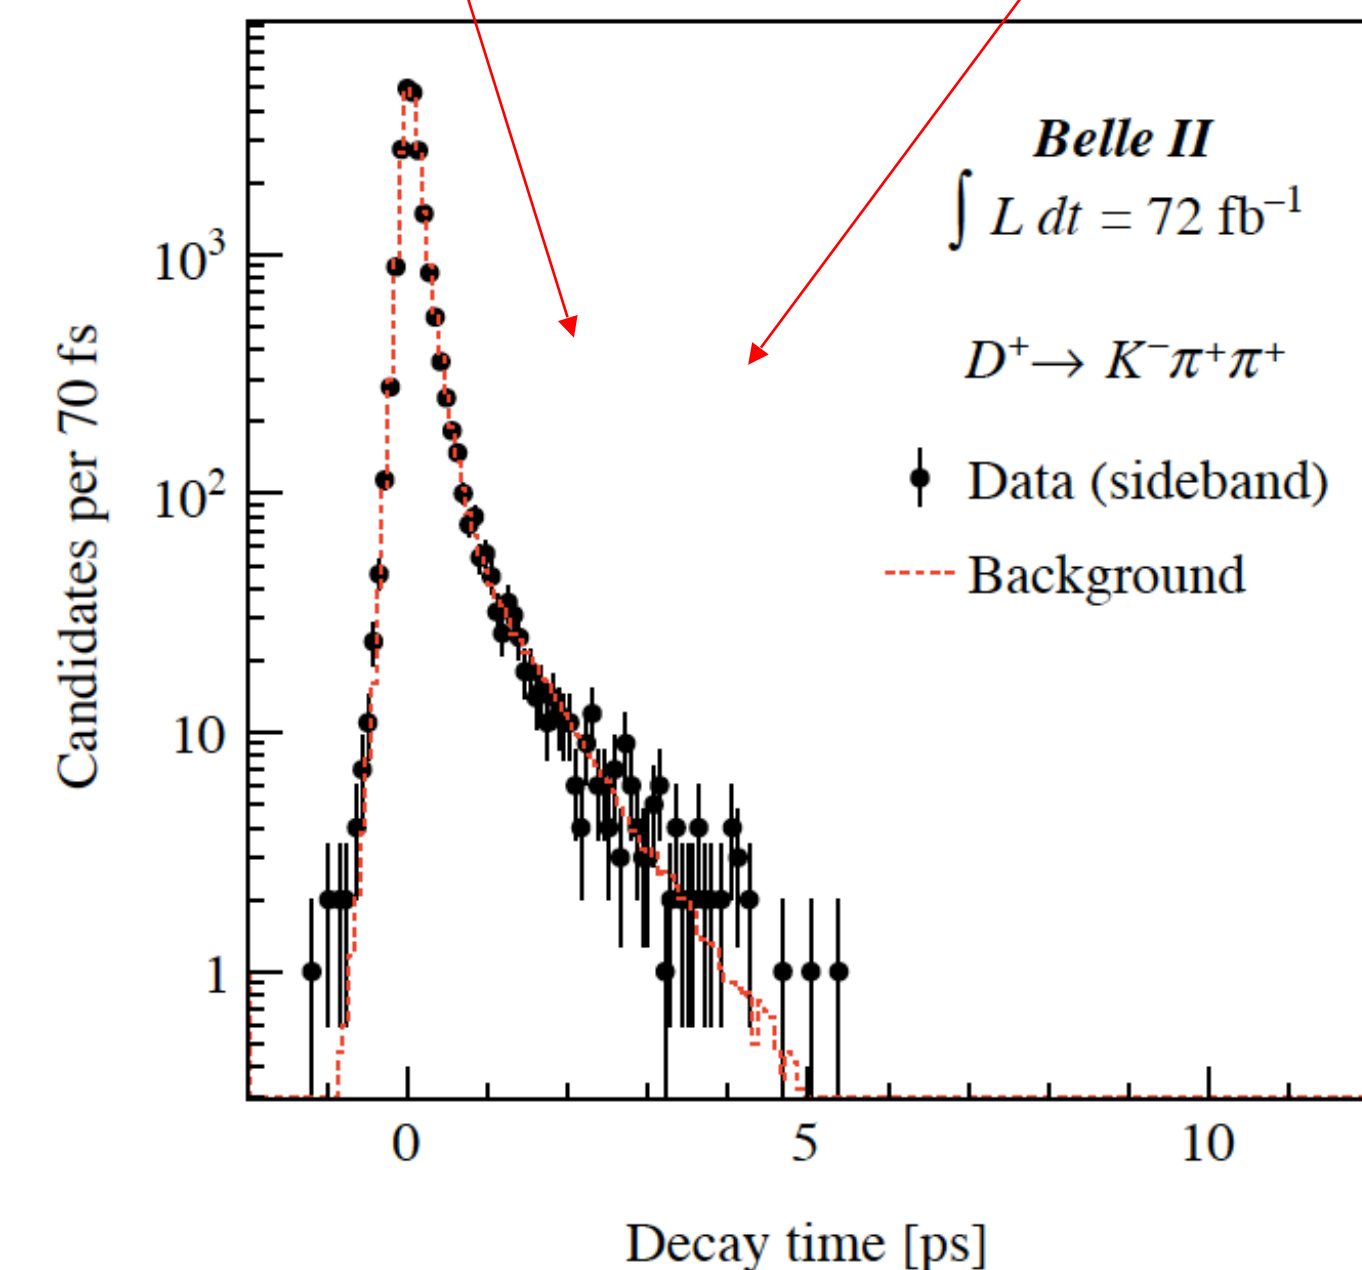 Belle II
∫ L dt = 72 fb⁻¹
D⁺→ K⁻π⁺π⁺
Data (sideband)
Background
Candidates per 70 fs
10³
10²
10
1
0 5 10
Decay time [ps]